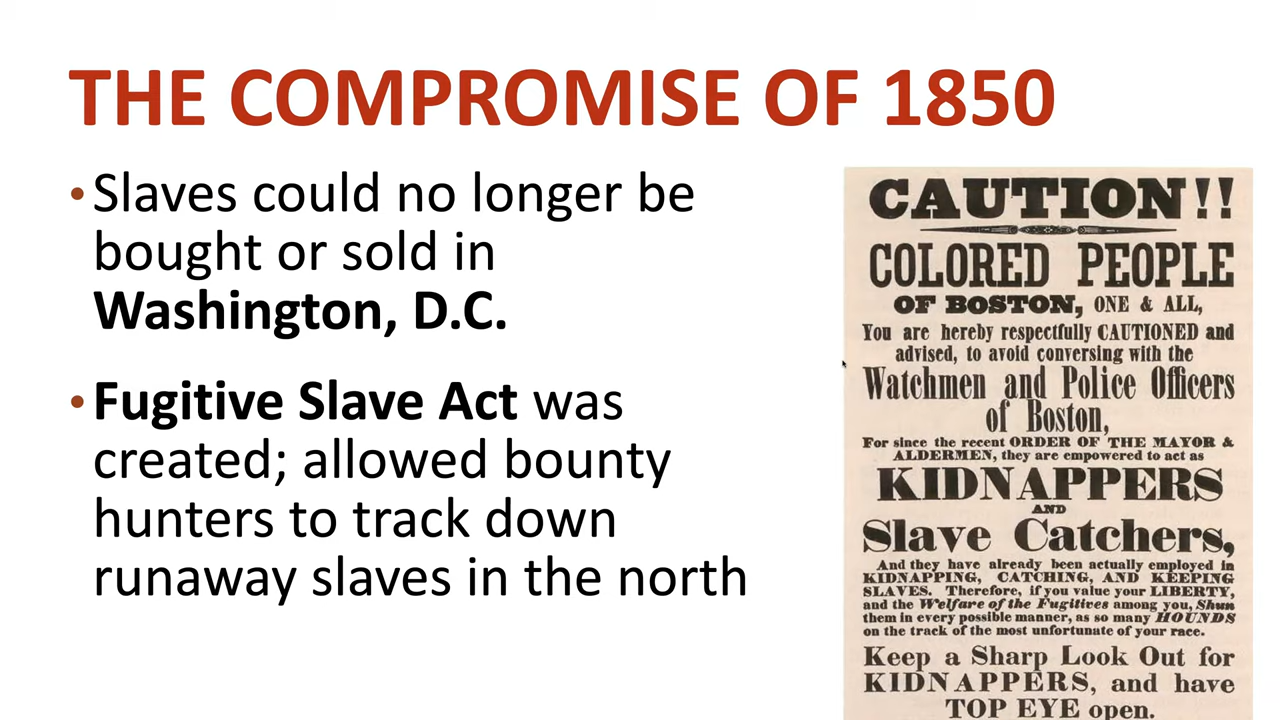 THE COMPROMISE OF 1850
•Slaves could no longer be
bought or sold in
Washington, D.C.
•Fugitive Slave Act was
created; allowed bounty
hunters to track down
runaway slaves in the north
CAUTION!!
COLORED PEOPLE
OF BOSTON, ONE & ALL,
You are hereby respectfully CAUTIONED and
advised, to avoid conversing with the
Watchmen and Police Officers
of Boston,
For since the recent ORDER OF THE MAYOR &
ALDERMEN, they are empowered to act as
KIDNAPPERS
AND
Slave Catchers,
And they have already been actually employed in
KIDNAPPING, CATCHING, AND KEEPING
SLAVES. Therefore, if you value your LIBERTY,
and the Welfare of the Fugitives among you, Shun
them in every possible manner, as so many HOUNDS
on the track of the most unfortunate of your race.
Keep a Sharp Look Out for
KIDNAPPERS, and have
TOP EYE open.